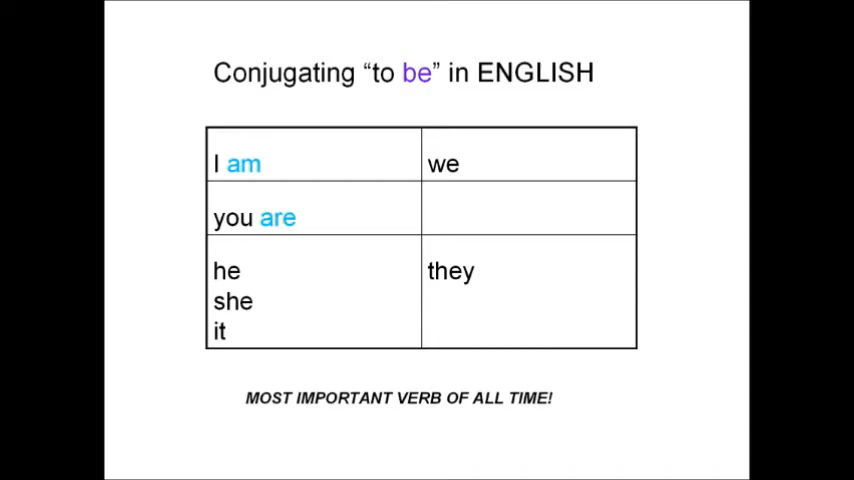 Conjugating “to be” in ENGLISH
I am
we
you are
he
she
it
they
MOST IMPORTANT VERB OF ALL TIME!